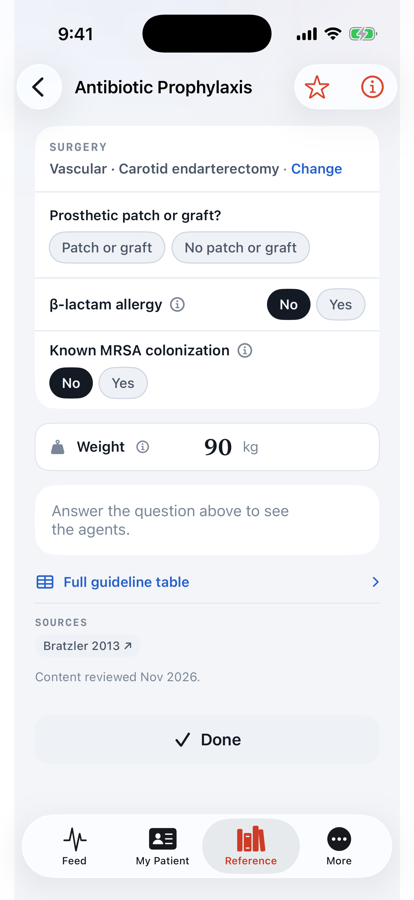 9:41
Antibiotic Prophylaxis
SURGERY
Vascular · Carotid endarterectomy · Change
Prosthetic patch or graft?
Patch or graft
No patch or graft
β-lactam allergy
No
Yes
Known MRSA colonization
No
Yes
Weight
90 kg
Answer the question above to see
the agents.
Full guideline table
SOURCES
Bratzler 2013 ↗
Content reviewed Nov 2026.
Done
Feed
My Patient
Reference
More